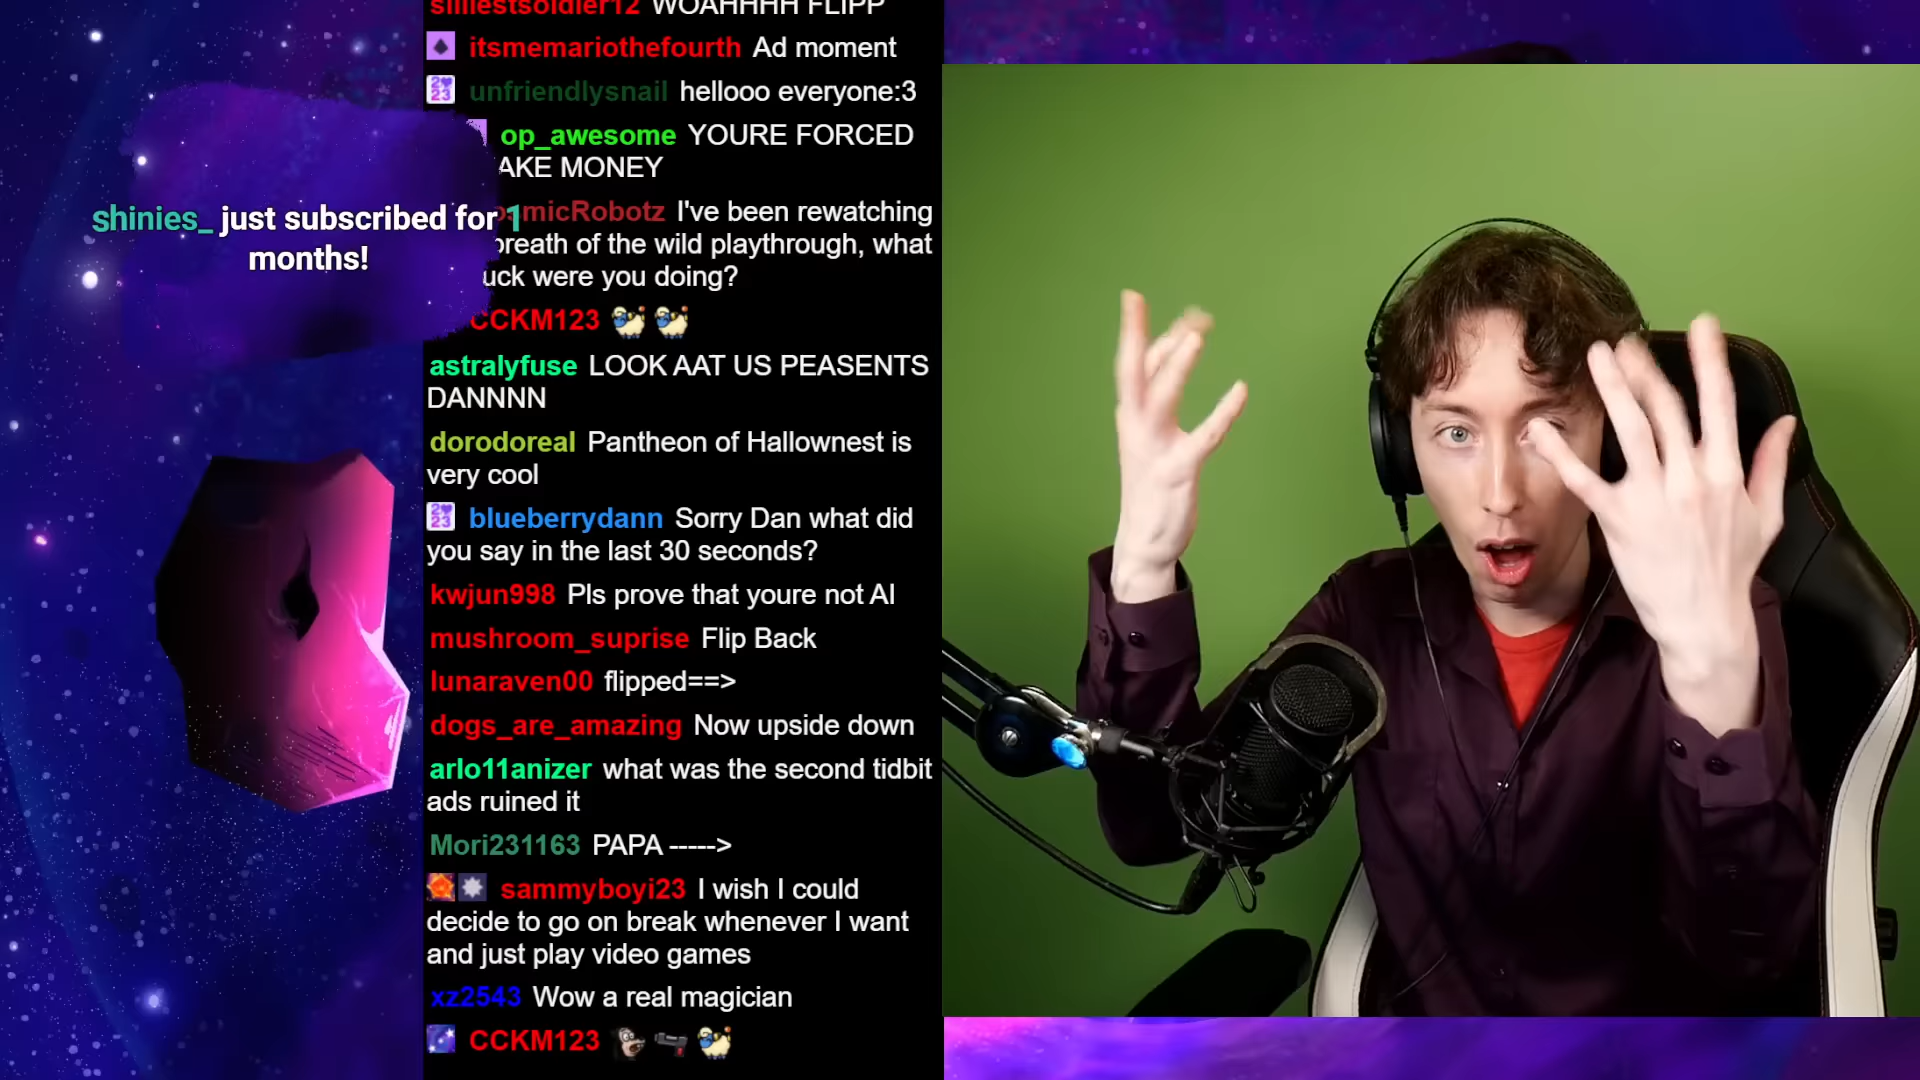 silliestsoldier12 WOAHHHH FLIPP
itsmemariothefourth Ad moment
unfriendlysnail hellooo everyone:3
op_awesome YOURE FORCED
AKE MONEY
shinies_ just subscribed for 1
months!
micRobotz I've been rewatching
breath of the wild playthrough, what
uck were you doing?
CCKM123
astralyfuse LOOK AAT US PEASENTS
DANNNN
dorodoreal Pantheon of Hallownest is
very cool
blueberrydann Sorry Dan what did
you say in the last 30 seconds?
kwjun998 Pls prove that youre not AI
mushroom_suprise Flip Back
lunaraven00 flipped==>
dogs_are_amazing Now upside down
arlo11anizer what was the second tidbit
ads ruined it
Mori231163 PAPA ----->
sammyboyi23 I wish I could
decide to go on break whenever I want
and just play video games
xz2543 Wow a real magician
CCKM123